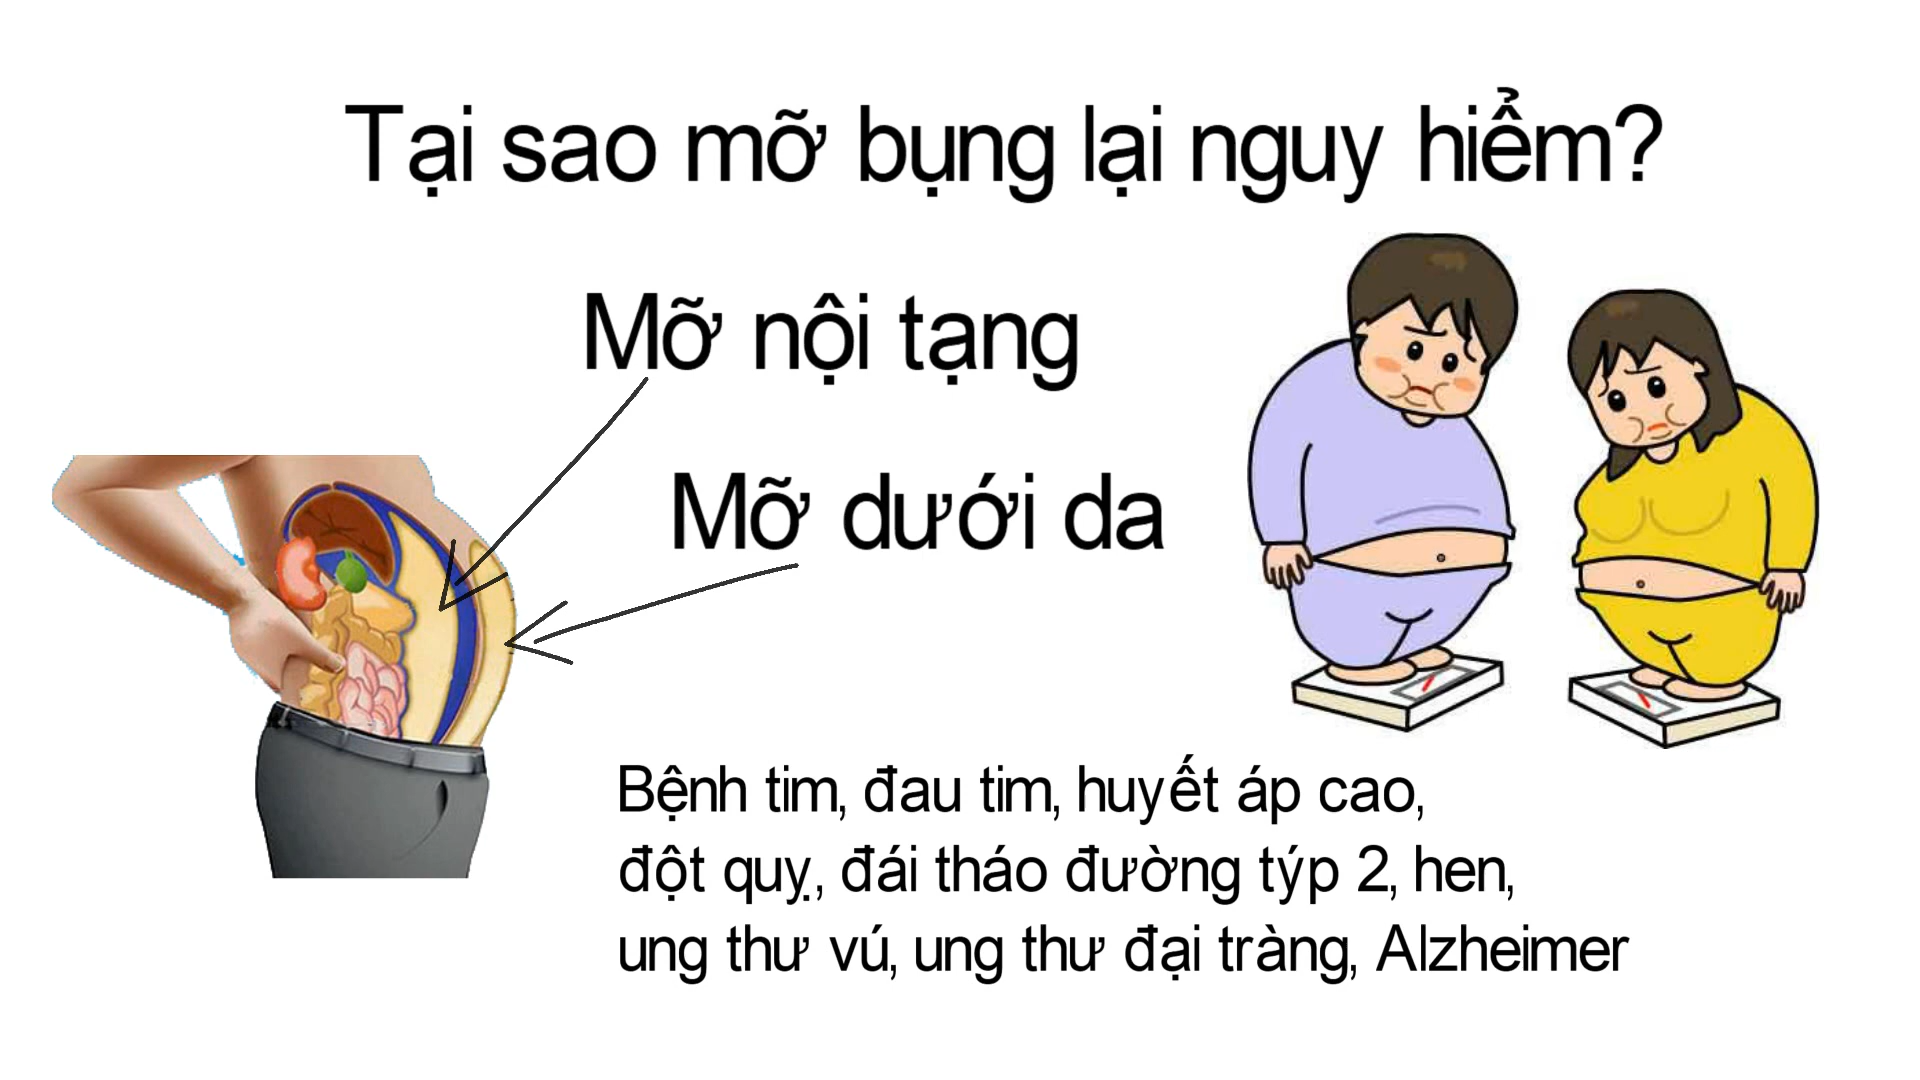 Tại sao mỡ bụng lại nguy hiểm?
Mỡ nội tạng
Mỡ dưới da
Bệnh tim, đau tim, huyết áp cao,
đột quỵ, đái tháo đường týp 2, hen,
ung thư vú, ung thư đại tràng, Alzheimer